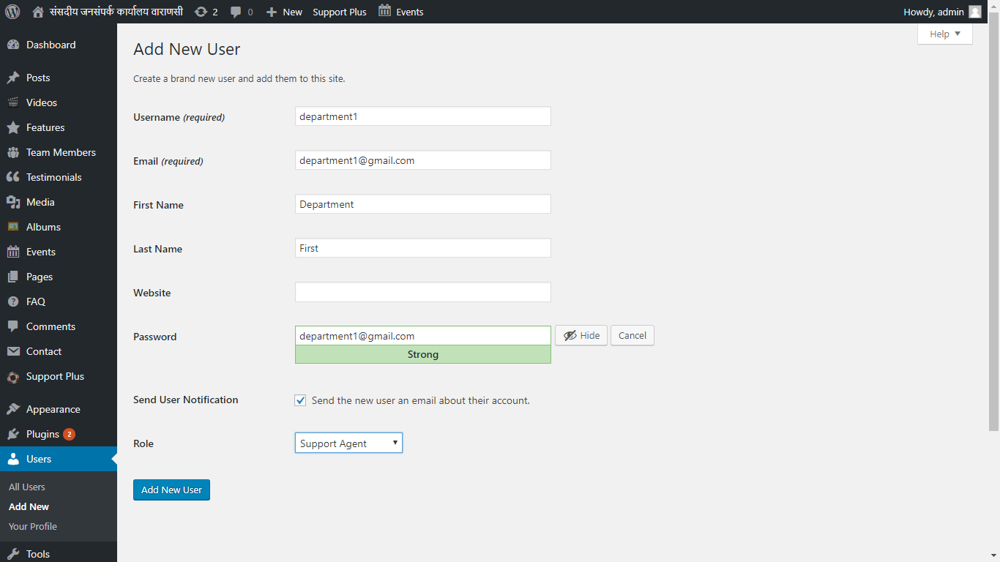 संसदीय जनसंपर्क कार्यालय वाराणसी 2 0 New Support Plus Events Howdy, admin
Help
Dashboard
Posts
Videos
Features
Team Members
Testimonials
Media
Albums
Events
Pages
FAQ
Comments
Contact
Support Plus
Appearance
Plugins 2
Users
All Users
Add New
Your Profile
Tools
Add New User
Create a brand new user and add them to this site.
Username (required) department1
Email (required) department1@gmail.com
First Name Department
Last Name First
Website
Password department1@gmail.com Hide Cancel
Strong
Send User Notification Send the new user an email about their account.
Role Support Agent
Add New User